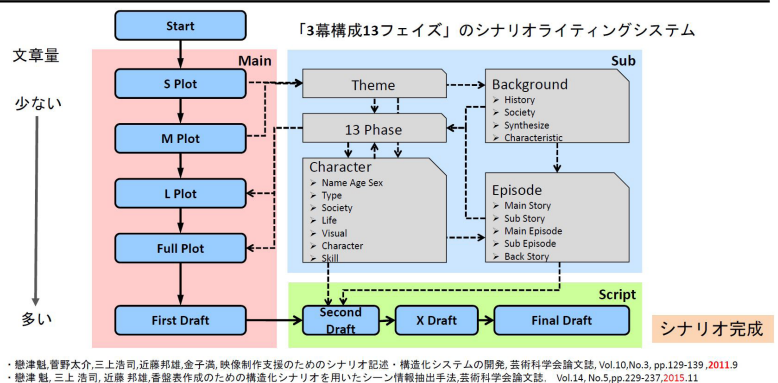 「3幕構成13フェイズ」のシナリオライティングシステム
Start
文章量
少ない
多い
Main
S Plot
M Plot
L Plot
Full Plot
First Draft
Sub
Theme
13 Phase
Character
➢ Name Age Sex
➢ Type
➢ Society
➢ Life
➢ Visual
➢ Character
➢ Skill
Background
➢ History
➢ Society
➢ Synthesize
➢ Characteristic
Episode
➢ Main Story
➢ Sub Story
➢ Main Episode
➢ Sub Episode
➢ Back Story
Script
Second
Draft
X Draft
Final Draft
シナリオ完成
・戀津魁,菅野太介,三上浩司,近藤邦雄,金子満, 映像制作支援のためのシナリオ記述・構造化システムの開発, 芸術科学会論文誌, Vol.10,No.3, pp.129-139 ,2011.9
・戀津 魁, 三上 浩司, 近藤 邦雄,香盤表作成のための構造化シナリオを用いたシーン情報抽出手法,芸術科学会論文誌. Vol.14, No.5,pp.229-237,2015.11